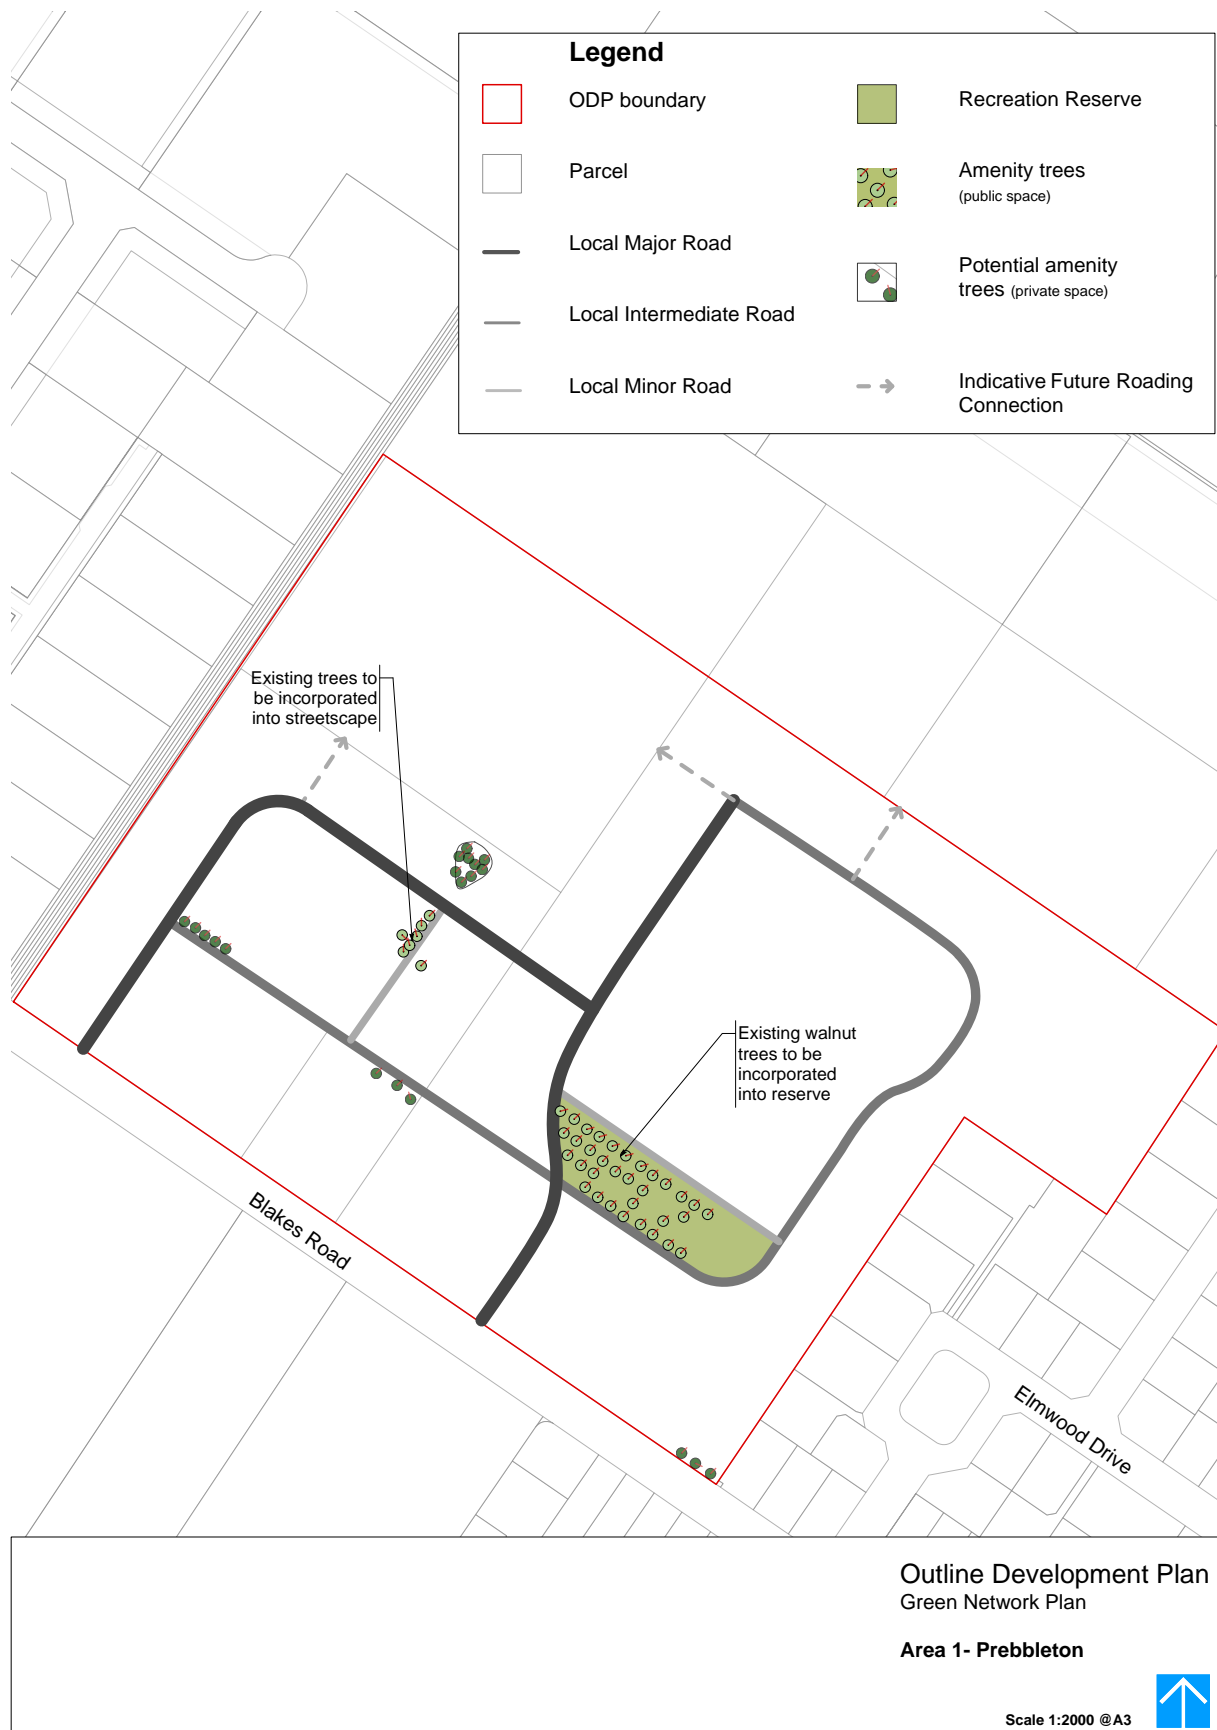 Legend
ODP boundary
Parcel
Local Major Road
Local Intermediate Road
Local Minor Road
Recreation Reserve
Amenity trees
(public space)
Potential amenity
trees (private space)
Indicative Future Roading
Connection
Existing trees to
be incorporated
into streetscape
Existing walnut
trees to be
incorporated
into reserve
Blakes Road
Elmwood Drive
Outline Development Plan
Green Network Plan
Area 1- Prebbleton
Scale 1:2000 @A3